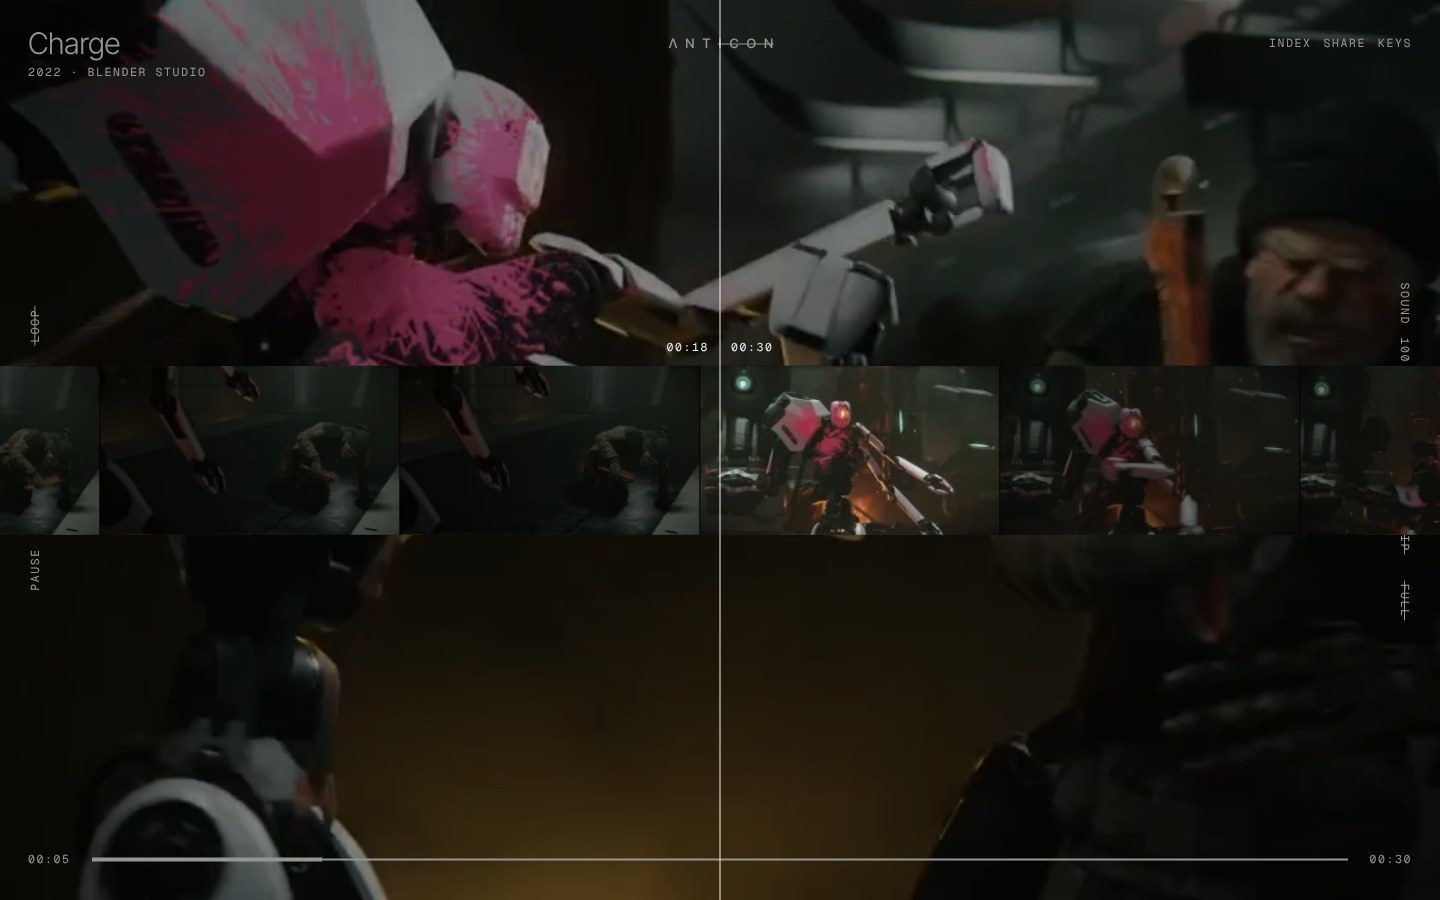 Charge
2022 · BLENDER STUDIO
ΛNTICON
INDEX SHARE KEYS
LOOP
SOUND 100
00:18
00:30
PAUSE
FULL
00:05
00:30